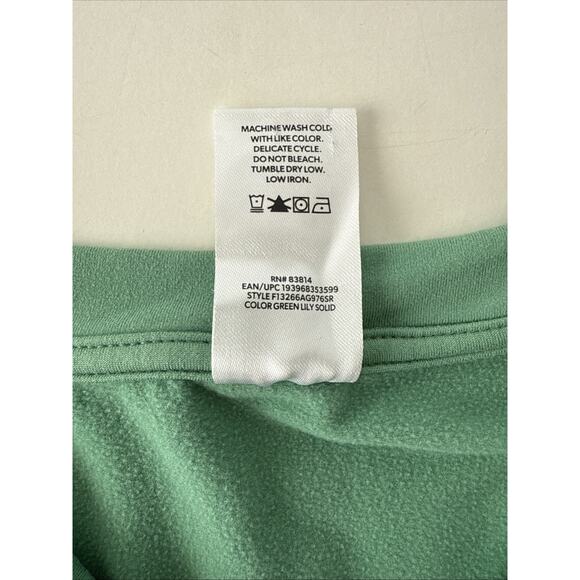 MACHINE WASH COLD,
WITH LIKE COLOR.
DELICATE CYCLE.
DO NOT BLEACH.
TUMBLE DRY LOW.
LOW IRON.
RN# 83814
EAN/UPC 193968353599
STYLE F13266AG976SR
COLOR GREEN LILY SOLID